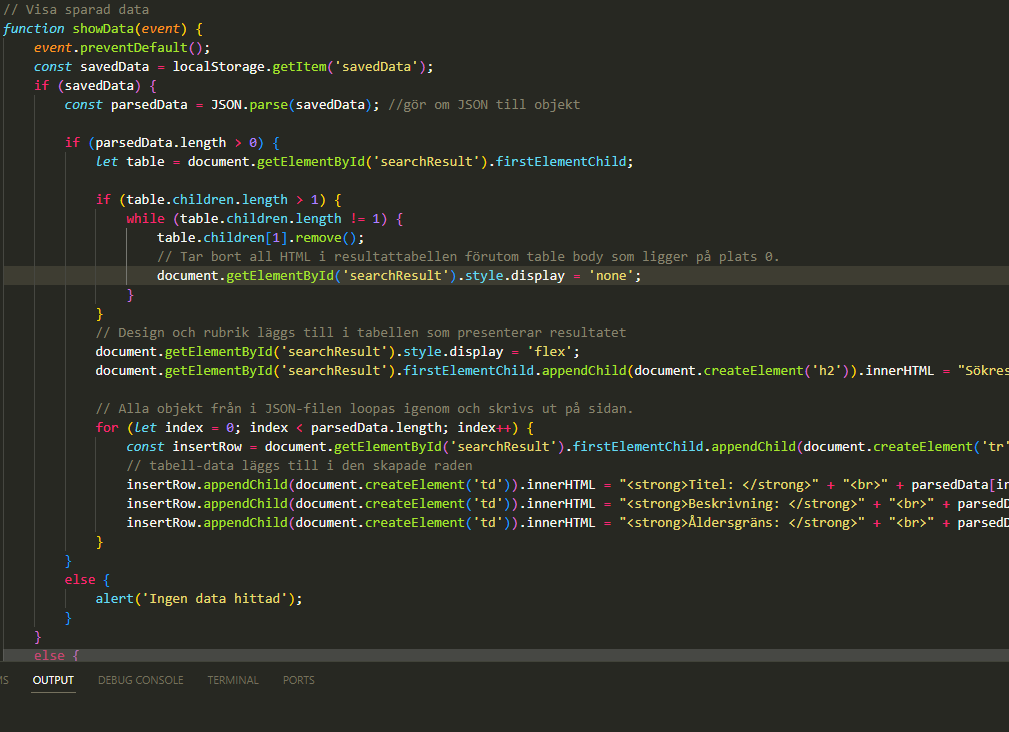 // Visa sparad data
function showData(event) {
    event.preventDefault();
    const savedData = localStorage.getItem('savedData');
    if (savedData) {
        const parsedData = JSON.parse(savedData); //gör om JSON till objekt

        if (parsedData.length > 0) {
            let table = document.getElementById('searchResult').firstElementChild;

            if (table.children.length > 1) {
                while (table.children.length != 1) {
                    table.children[1].remove();
                    // Tar bort all HTML i resultattabellen förutom table body som ligger på plats 0.
                    document.getElementById('searchResult').style.display = 'none';
                }
            }
            // Design och rubrik läggs till i tabellen som presenterar resultatet
            document.getElementById('searchResult').style.display = 'flex';
            document.getElementById('searchResult').firstElementChild.appendChild(document.createElement('h2')).innerHTML = "Sökres

            // Alla objekt från i JSON-filen loopas igenom och skrivs ut på sidan.
            for (let index = 0; index < parsedData.length; index++) {
                const insertRow = document.getElementById('searchResult').firstElementChild.appendChild(document.createElement('tr'
                // tabell-data läggs till i den skapade raden
                insertRow.appendChild(document.createElement('td')).innerHTML = "<strong>Titel: </strong>" + "<br>" + parsedData[in
                insertRow.appendChild(document.createElement('td')).innerHTML = "<strong>Beskrivning: </strong>" + "<br>" + parsedD
                insertRow.appendChild(document.createElement('td')).innerHTML = "<strong>Åldersgräns: </strong>" + "<br>" + parsedD
            }
        }
        else {
            alert('Ingen data hittad');
        }
    }
    else {
MS OUTPUT DEBUG CONSOLE TERMINAL PORTS